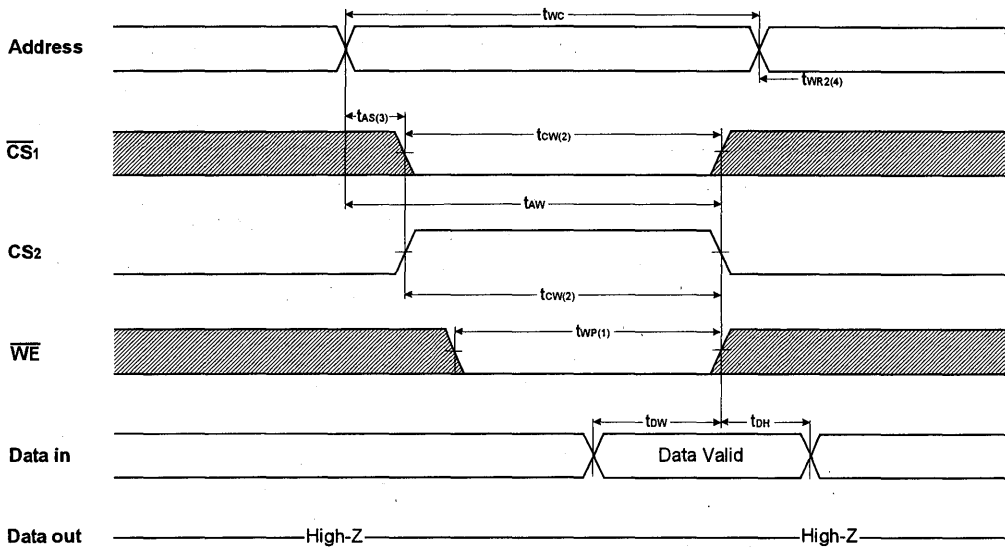 tWC
Address
tWR2(4)
tAS(3)
tCW(2)
CS1
tAW
CS2
tCW(2)
tWP(1)
WE
tDW
tDH
Data in
Data Valid
Data out
High-Z
High-Z